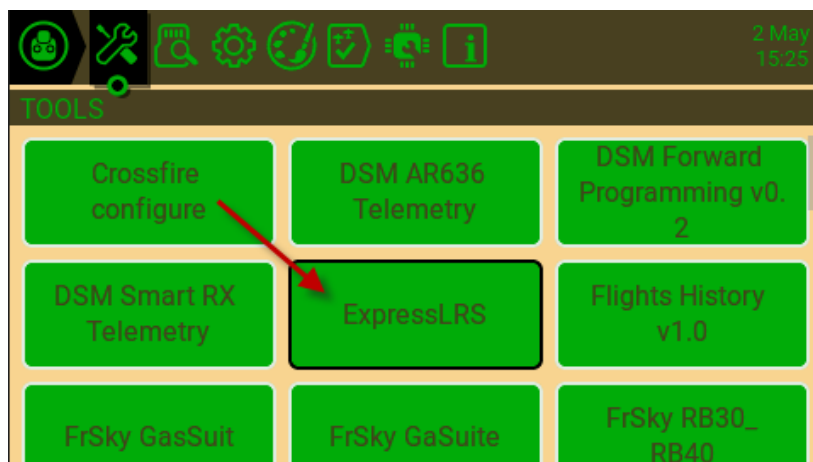 2 May
15:25
TOOLS
Crossfire
configure
DSM AR636
Telemetry
DSM Forward
Programming v0.
2
DSM Smart RX
Telemetry
ExpressLRS
Flights History
v1.0
FrSky GasSuit
FrSky GaSuite
FrSky RB30_
RB40